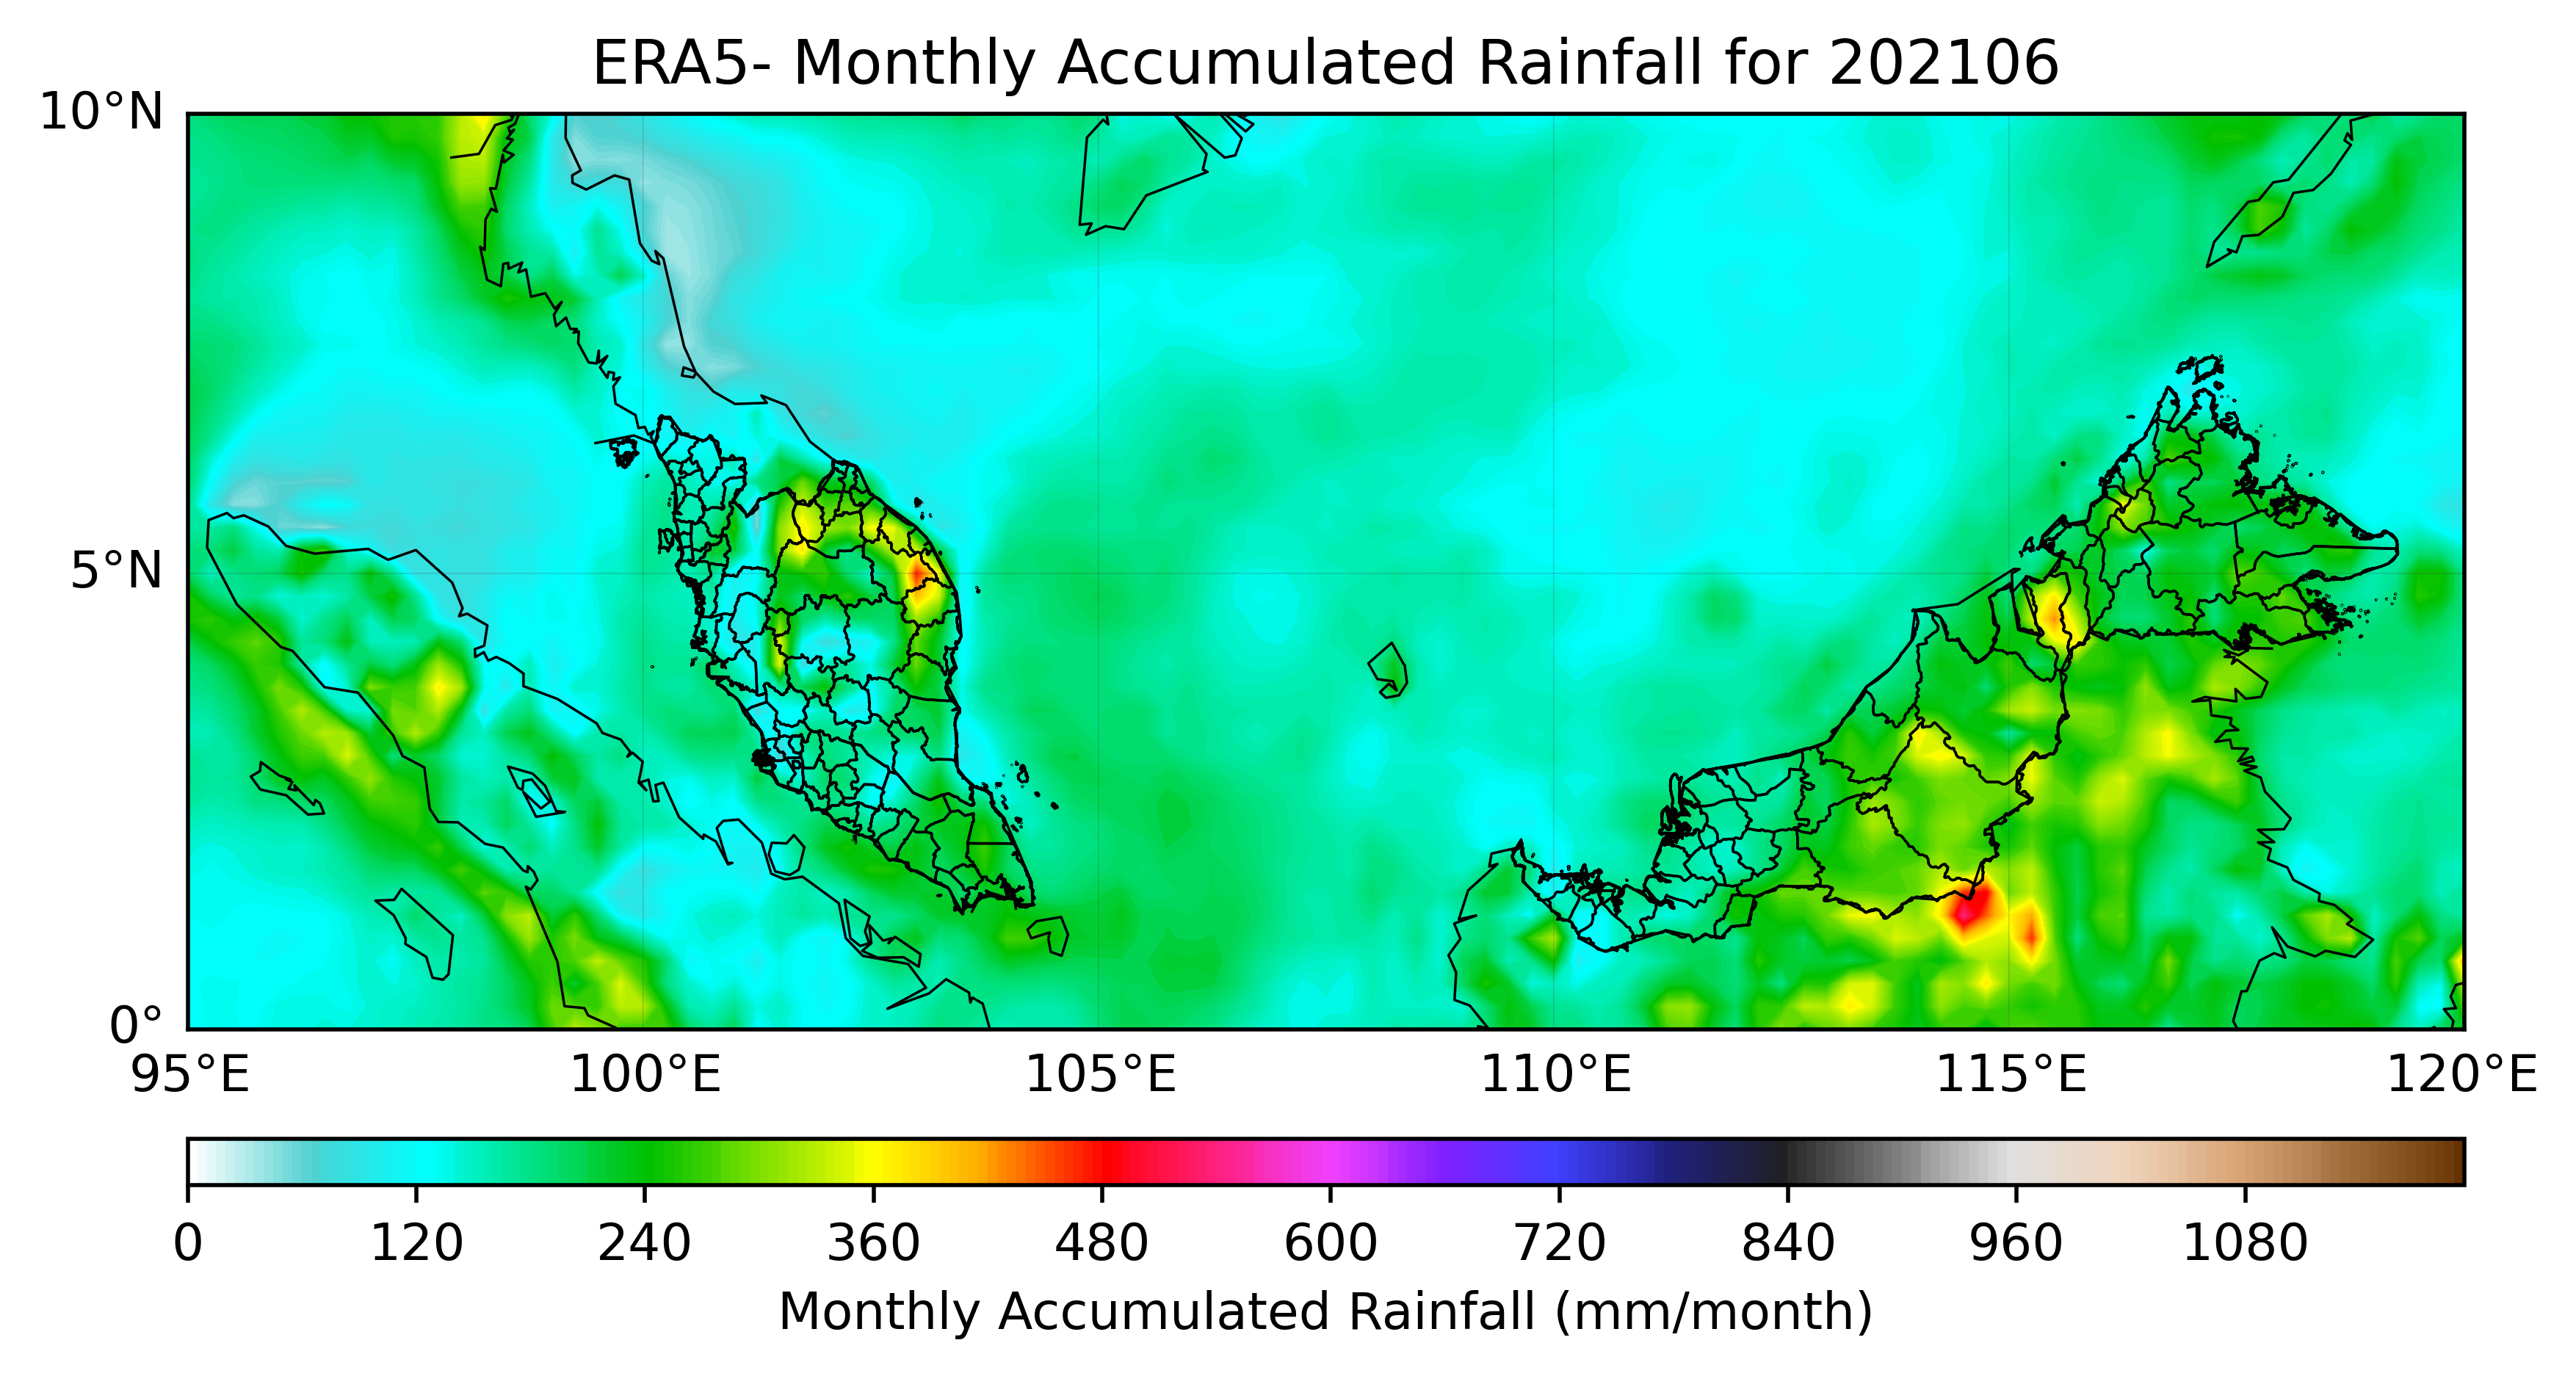 ERA5- Monthly Accumulated Rainfall for 202106
10°N
5°N
0°
95°E 100°E 105°E 110°E 115°E 120°E
0 120 240 360 480 600 720 840 960 1080
Monthly Accumulated Rainfall (mm/month)